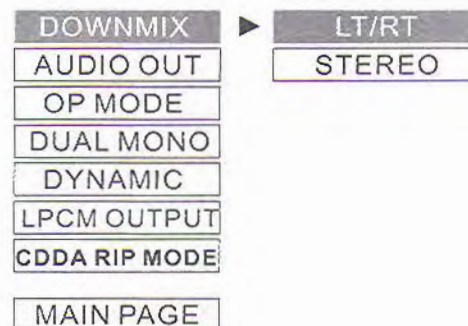 DOWNMIX ► LT/RT
AUDIO OUT STEREO
OP MODE
DUAL MONO
DYNAMIC
LPCM OUTPUT
CDDA RIP MODE
MAIN PAGE